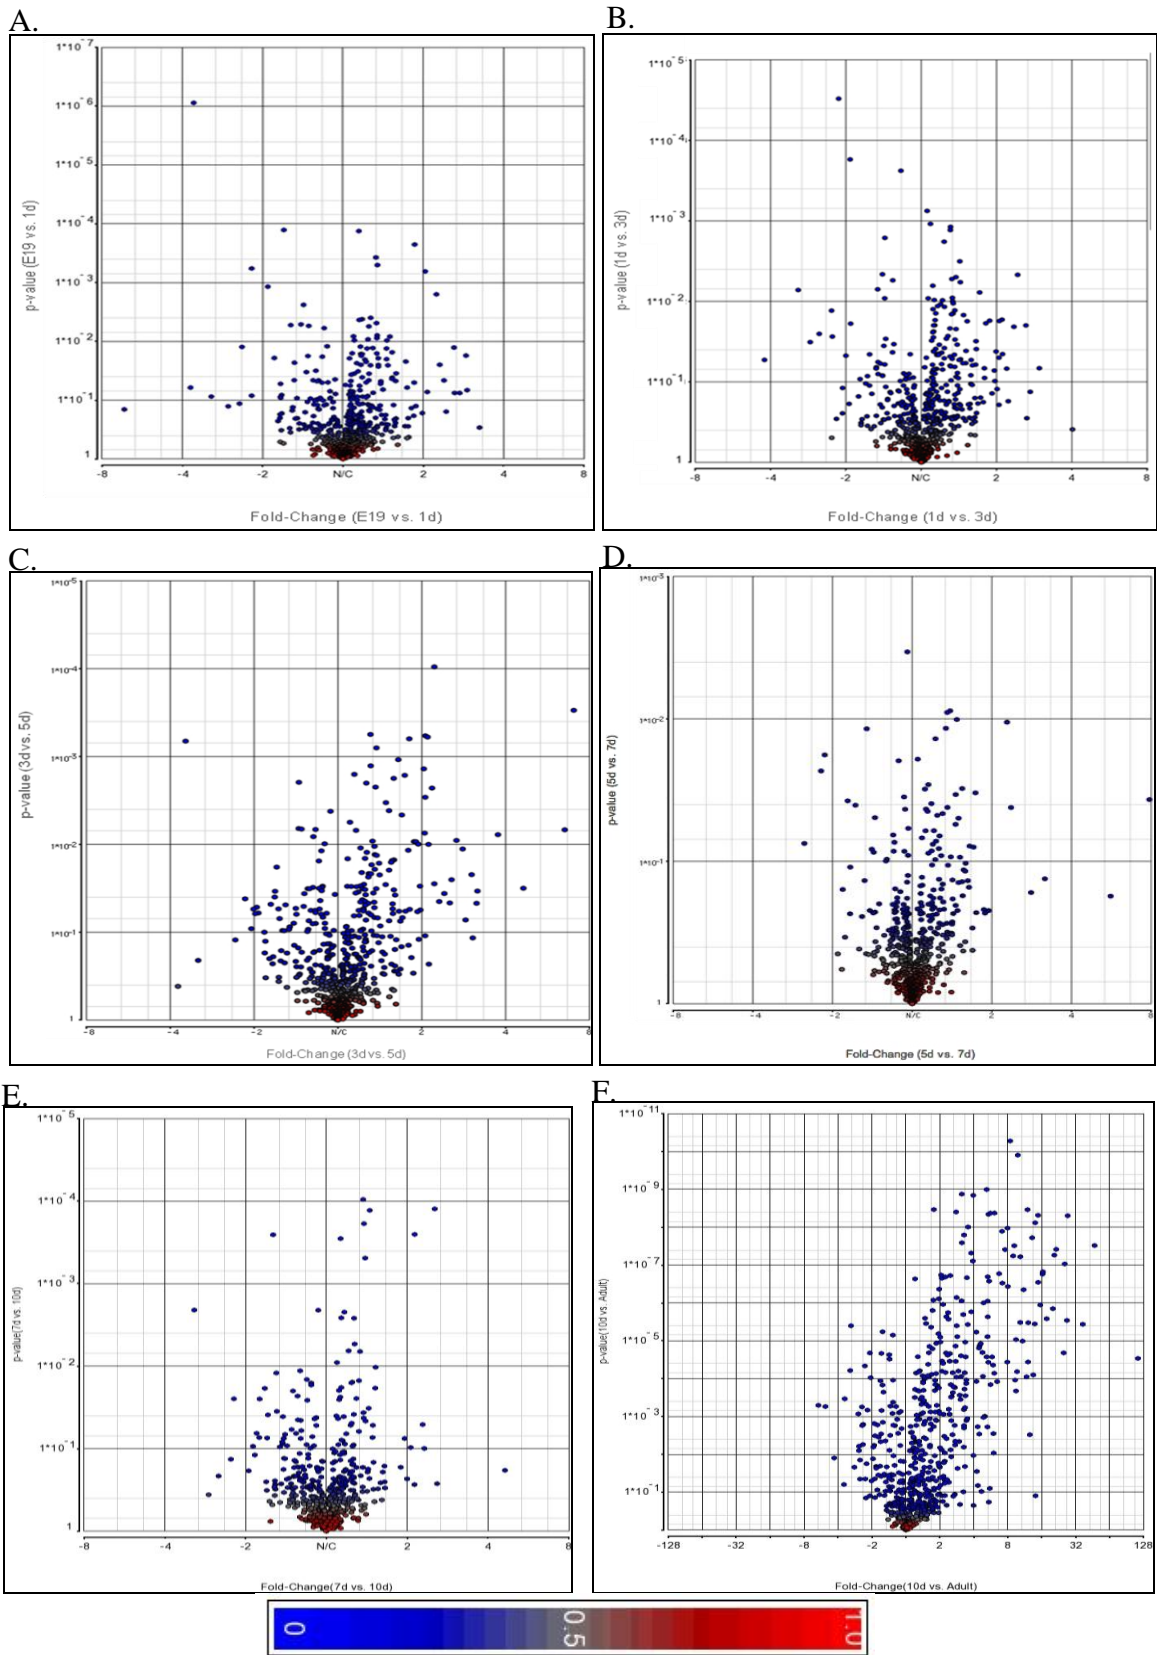 A.
1*10^-7
1*10^-6
1*10^-5
1*10^-4
1*10^-3
1*10^-2
1*10^-1
1
-8 -4 -2 N/C 2 4 8
p-value (E19 vs. 1d)
Fold-Change (E19 vs. 1d)
B.
1*10^-5
1*10^-4
1*10^-3
1*10^-2
1*10^-1
1
-8 -4 -2 N/C 2 4 8
p-value (1d vs. 3d)
Fold-Change (1d vs. 3d)
C.
1*10^-5
1*10^-4
1*10^-3
1*10^-2
1*10^-1
1
-8 -4 -2 N/C 2 4 8
p-value (3d vs. 5d)
Fold-Change (3d vs. 5d)
D.
1*10^-3
1*10^-2
1*10^-1
1
-8 -4 -2 N/C 2 4 8
p-value (5d vs. 7d)
Fold-Change (5d vs. 7d)
E.
1*10^-5
1*10^-4
1*10^-3
1*10^-2
1*10^-1
1
-8 -4 -2 N/C 2 4 8
p-value(7d vs. 10d)
Fold-Change(7d vs. 10d)
F.
1*10^-11
1*10^-9
1*10^-7
1*10^-5
1*10^-3
1*10^-1
-128 -32 -8 -2 2 8 32 128
p-value(10d vs. Adult)
Fold-Change(10d vs. Adult)
0 0.5 1.0